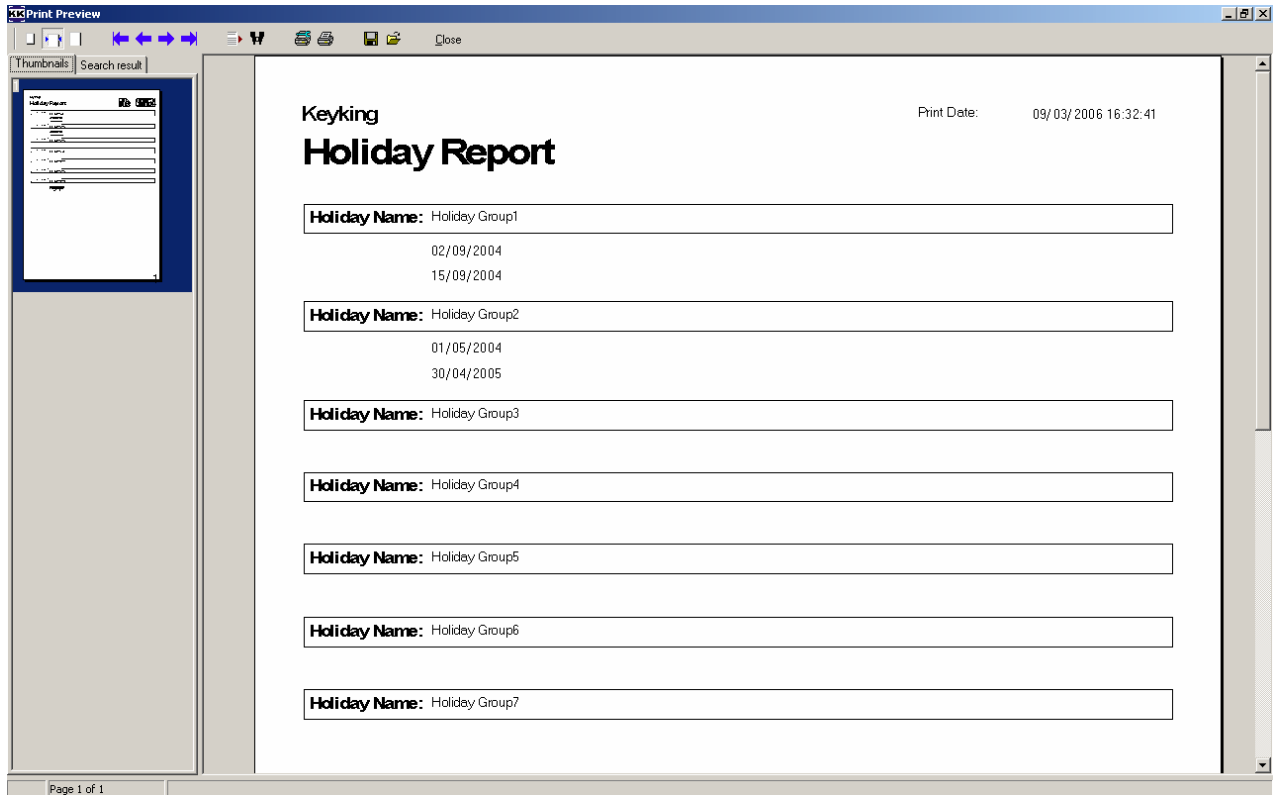 KK Print Preview
Close
Thumbnails Search result
Keyking Print Date: 09/03/2006 16:32:41
Holiday Report
Holiday Name: Holiday Group1
02/09/2004
15/09/2004
Holiday Name: Holiday Group2
01/05/2004
30/04/2005
Holiday Name: Holiday Group3
Holiday Name: Holiday Group4
Holiday Name: Holiday Group5
Holiday Name: Holiday Group6
Holiday Name: Holiday Group7
Page 1 of 1